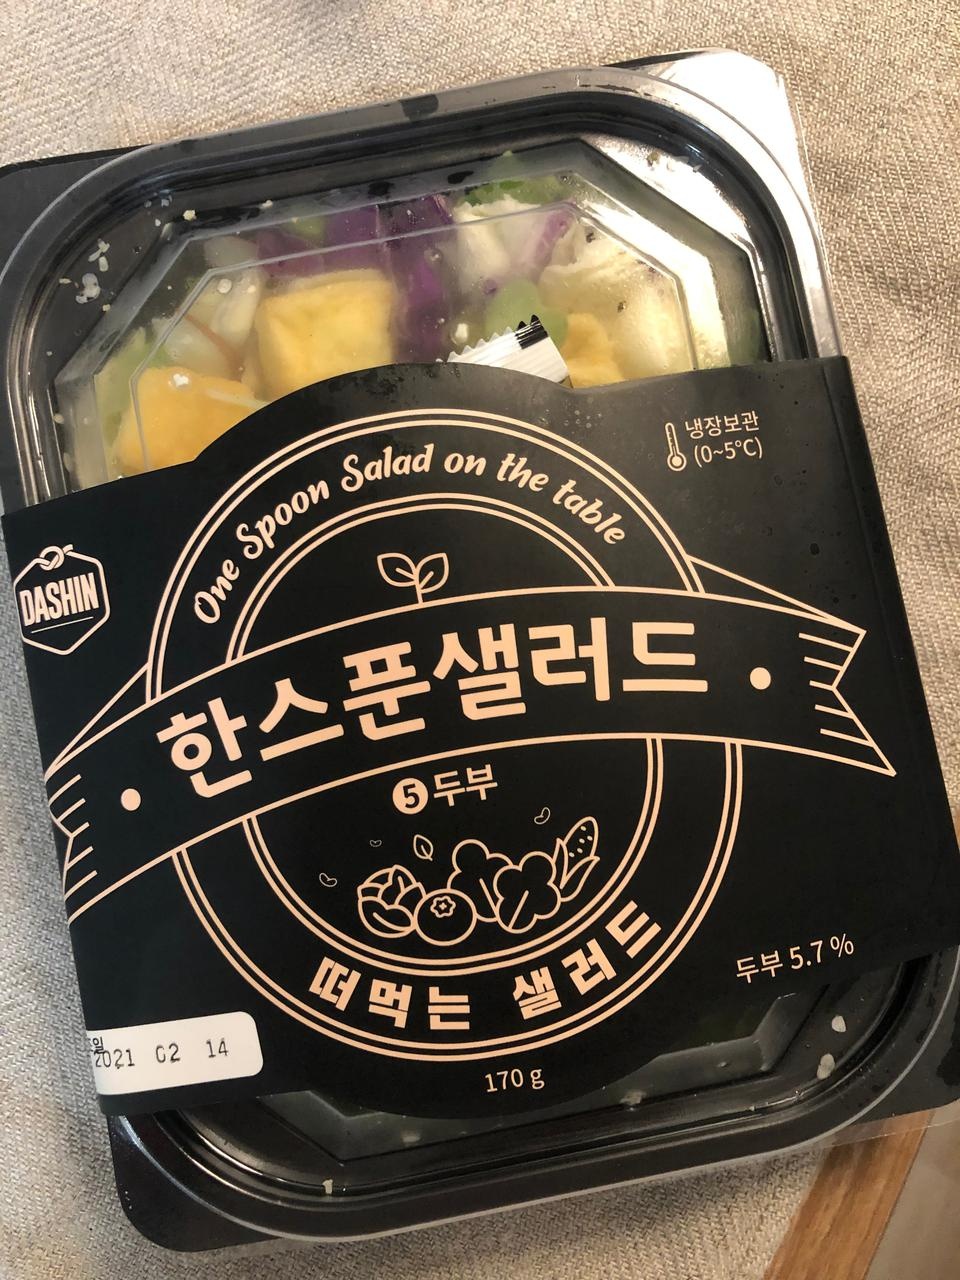 냉장보관
(0~5℃)
One Spoon Salad on the table
DASHIN
한스푼샐러드
5 두부
떠먹는 샐러드
두부 5.7 %
2021 02 14
170 g